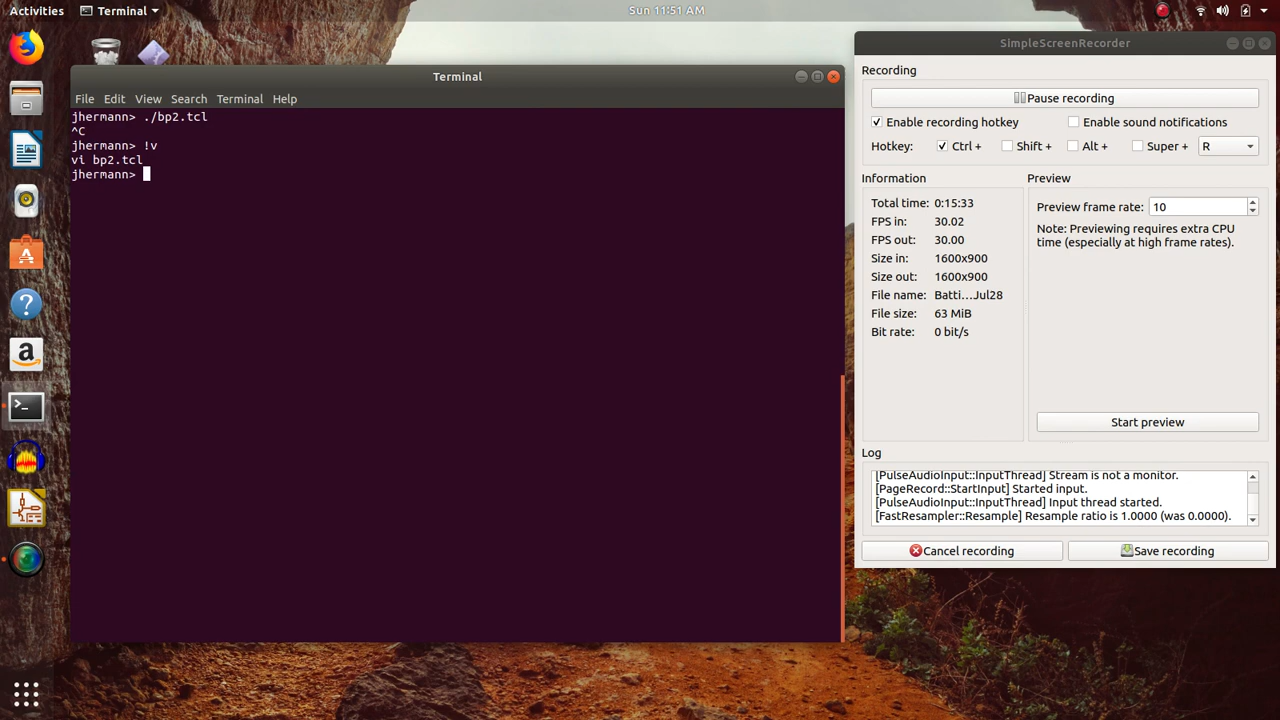 Activities
Terminal
Sun 11:51 AM
Terminal
File Edit View Search Terminal Help
jhermann> ./bp2.tcl
^C
jhermann> !v
vi bp2.tcl
jhermann>
SimpleScreenRecorder
Recording
Pause recording
Enable recording hotkey
Enable sound notifications
Hotkey: Ctrl + Shift + Alt + Super + R
Information
Total time: 0:15:33
FPS in: 30.02
FPS out: 30.00
Size in: 1600x900
Size out: 1600x900
File name: Batti...Jul28
File size: 63 MiB
Bit rate: 0 bit/s
Preview
Preview frame rate: 10
Note: Previewing requires extra CPU
time (especially at high frame rates).
Start preview
Log
[PulseAudioInput::InputThread] Stream is not a monitor.
[PageRecord::StartInput] Started input.
[PulseAudioInput::InputThread] Input thread started.
[FastResampler::Resample] Resample ratio is 1.0000 (was 0.0000).
Cancel recording
Save recording